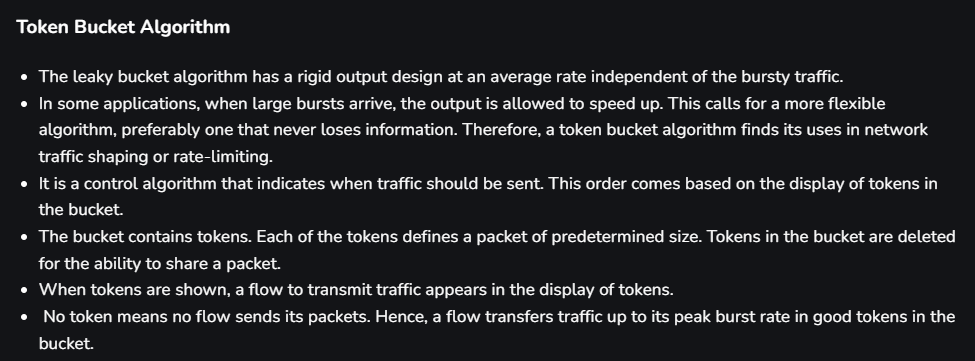 Token Bucket Algorithm
• The leaky bucket algorithm has a rigid output design at an average rate independent of the bursty traffic.
• In some applications, when large bursts arrive, the output is allowed to speed up. This calls for a more flexible
algorithm, preferably one that never loses information. Therefore, a token bucket algorithm finds its uses in network
traffic shaping or rate-limiting.
• It is a control algorithm that indicates when traffic should be sent. This order comes based on the display of tokens in
the bucket.
• The bucket contains tokens. Each of the tokens defines a packet of predetermined size. Tokens in the bucket are deleted
for the ability to share a packet.
• When tokens are shown, a flow to transmit traffic appears in the display of tokens.
• No token means no flow sends its packets. Hence, a flow transfers traffic up to its peak burst rate in good tokens in the
bucket.